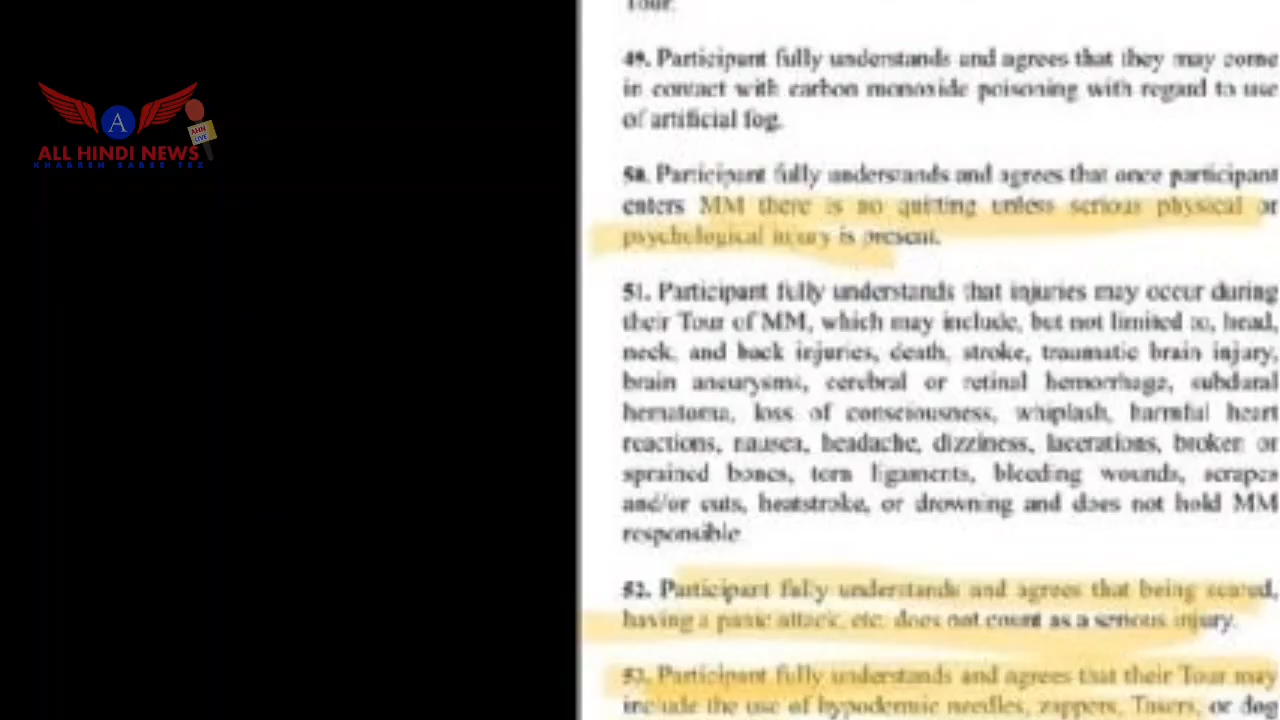 A
AHN
LIVE
ALL HINDI NEWS
KHABREN SABSE TEZ
Tour.
49. Participant fully understands and agrees that they may come
in contact with carbon monoxide poisoning with regard to use
of artificial fog.
50. Participant fully understands and agrees that once participant
enters MM there is no quitting unless serious physical or
psychological injury is present.
51. Participant fully understands that injuries may occur during
their Tour of MM, which may include, but not limited to, head,
neck, and back injuries, death, stroke, traumatic brain injury,
brain aneurysms, cerebral or retinal hemorrhage, subdural
hematoma, loss of consciousness, whiplash, harmful heart
reactions, nausea, headache, dizziness, lacerations, broken or
sprained bones, torn ligaments, bleeding wounds, scrapes
and/or cuts, heatstroke, or drowning and does not hold MM
responsible
52. Participant fully understands and agrees that being scared,
having a panic attack, etc. does not count as a serious injury.
53. Participant fully understands and agrees that their Tour may
include the use of hypodermic needles, zappers, Tasers, or dog